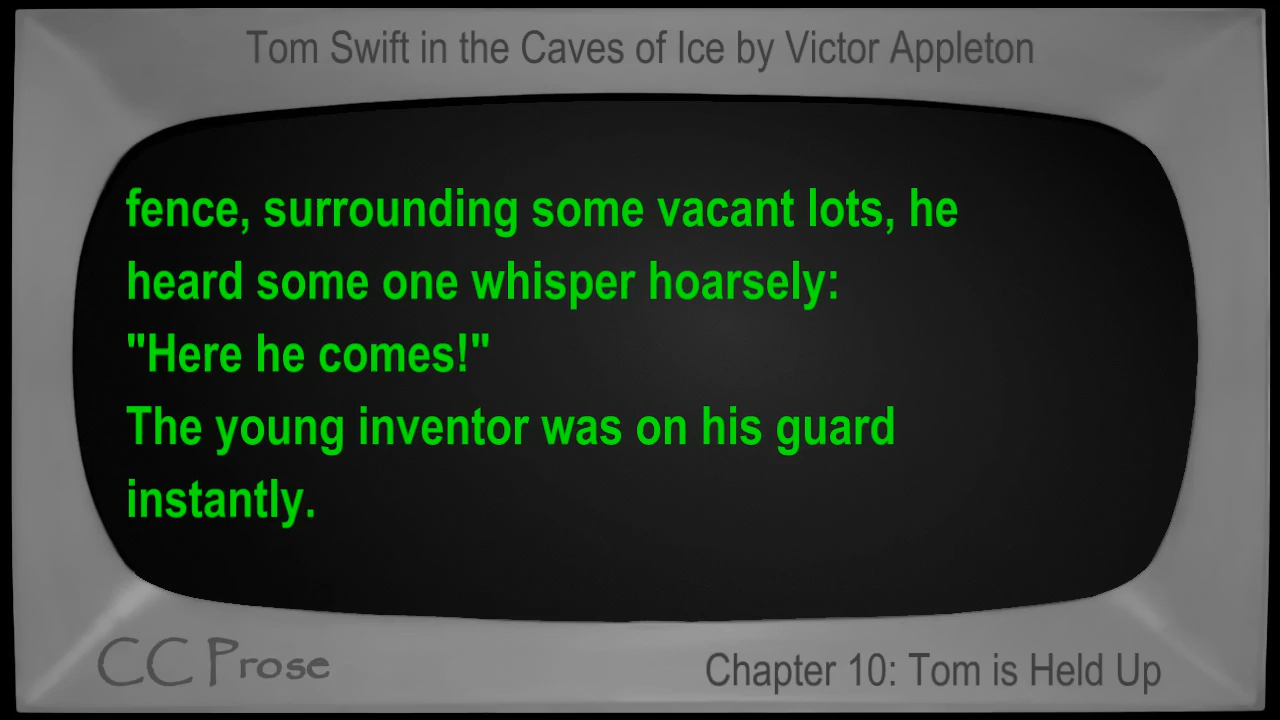 Tom Swift in the Caves of Ice by Victor Appleton
fence, surrounding some vacant lots, he
heard some one whisper hoarsely:
"Here he comes!"
The young inventor was on his guard
instantly.
CC Prose
Chapter 10: Tom is Held Up